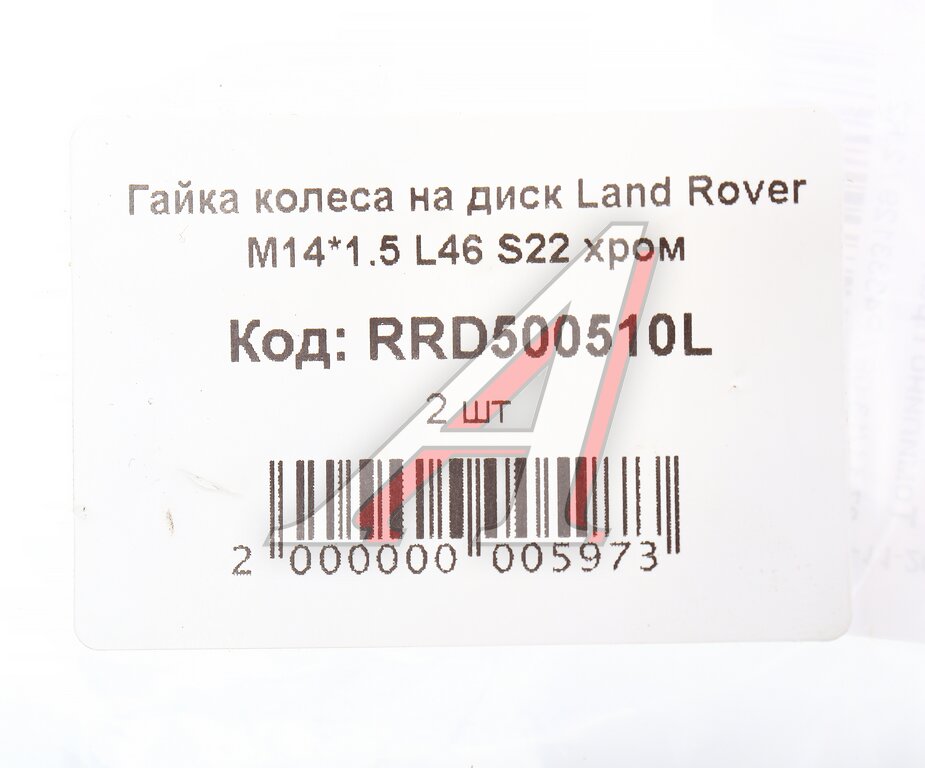 Гайка колеса на диск Land Rover
M14*1.5 L46 S22 хром
Код: RRD500510L
2 шт
2 000000 005973